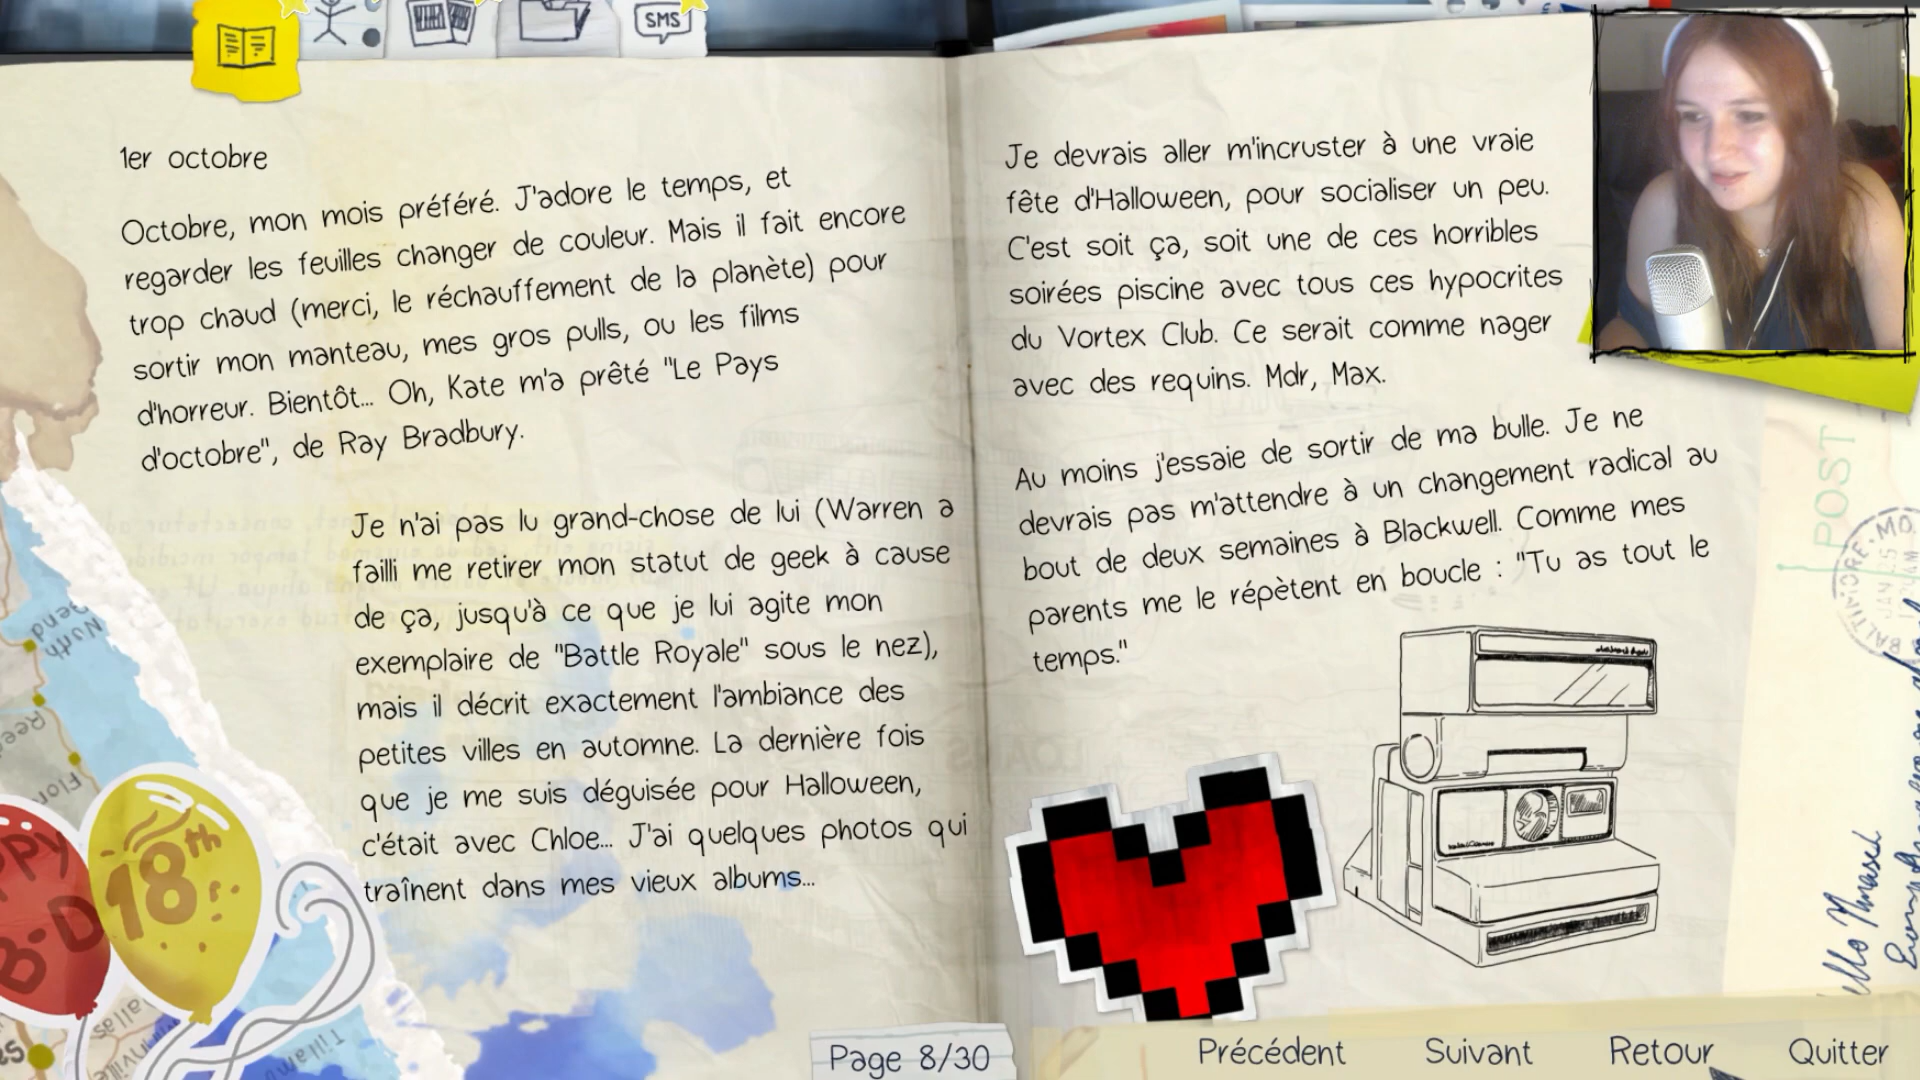 SMS
1er octobre
Octobre, mon mois préféré. J'adore le temps, et
regarder les feuilles changer de couleur. Mais il fait encore
trop chaud (merci, le réchauffement de la planète) pour
sortir mon manteau, mes gros pulls, ou les films
d'horreur. Bientôt... Oh, Kate m'a prêté "Le Pays
d'octobre", de Ray Bradbury.
Je n'ai pas lu grand-chose de lui (Warren a
failli me retirer mon statut de geek à cause
de ça, jusqu'à ce que je lui agite mon
exemplaire de "Battle Royale" sous le nez),
mais il décrit exactement l'ambiance des
petites villes en automne. La dernière fois
que je me suis déguisée pour Halloween,
c'était avec Chloe... J'ai quelques photos qui
traînent dans mes vieux albums...
Je devrais aller m'incruster à une vraie
fête d'Halloween, pour socialiser un peu.
C'est soit ça, soit une de ces horribles
soirées piscine avec tous ces hypocrites
du Vortex Club. Ce serait comme nager
avec des requins. Mdr, Max.
Au moins j'essaie de sortir de ma bulle. Je ne
devrais pas m'attendre à un changement radical au
bout de deux semaines à Blackwell. Comme mes
parents me le répètent en boucle : "Tu as tout le
temps."
18th
POST
North
Bend
Page 8/30
Précédent
Suivant
Retour
Quitter